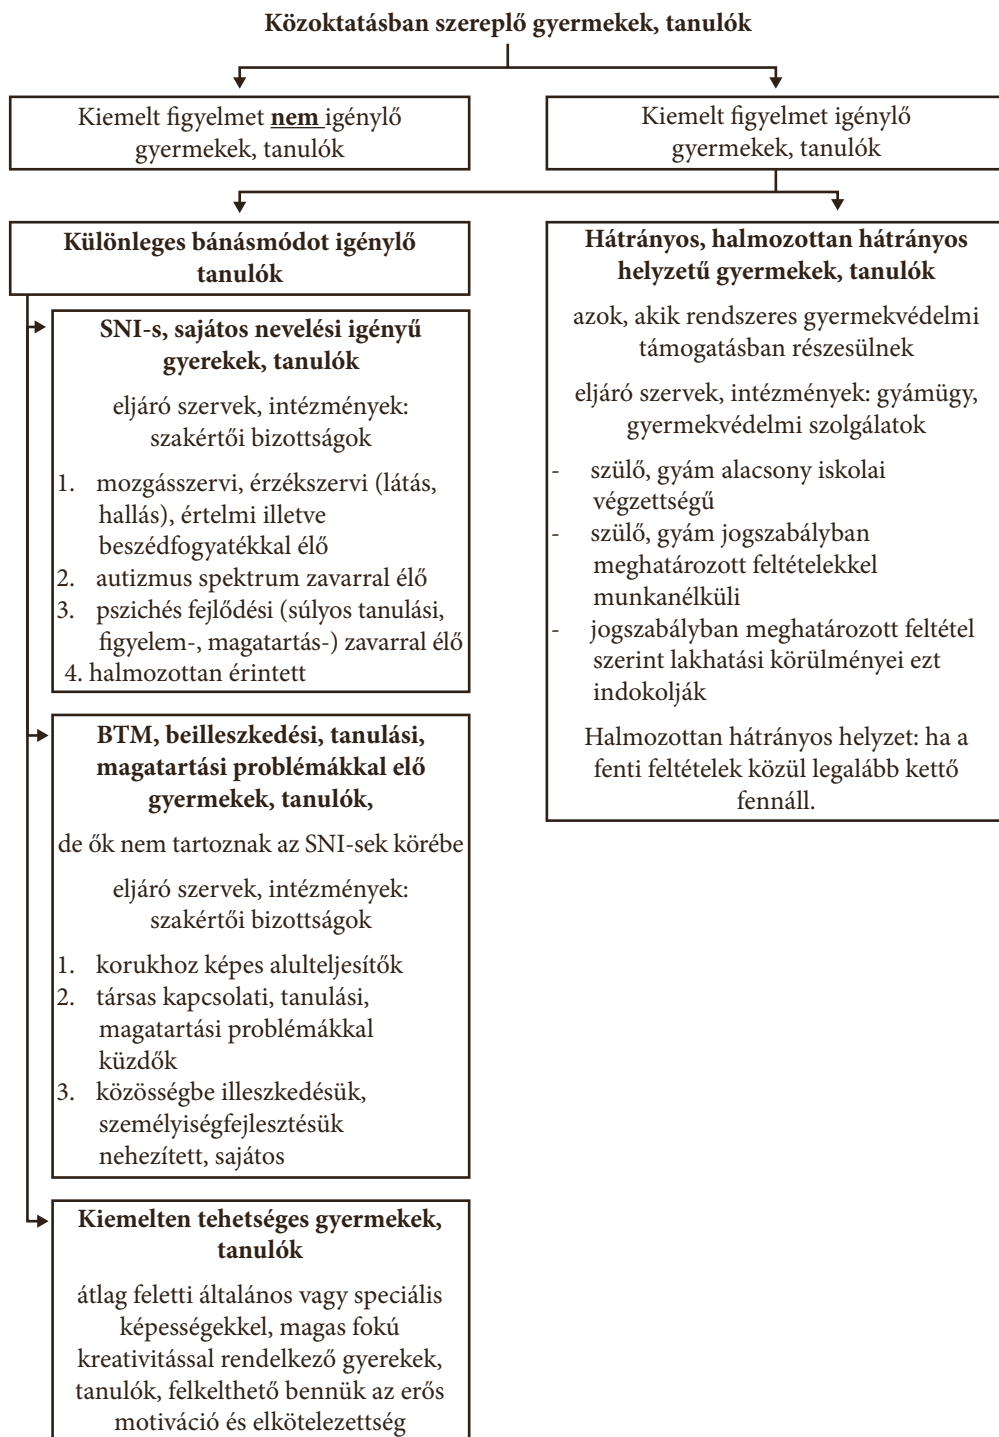 Közoktatásban szereplő gyermekek, tanulók
Kiemelt figyelmet nem igénylő
gyermekek, tanulók
Kiemelt figyelmet igénylő
gyermekek, tanulók
Különleges bánásmódot igénylő
tanulók
SNI-s, sajátos nevelési igényű
gyerekek, tanulók
eljáró szervek, intézmények:
szakértői bizottságok
1. mozgásszervi, érzékszervi (látás,
hallás), értelmi illetve
beszédfogyatékkal élő
2. autizmus spektrum zavarral élő
3. pszichés fejlődési (súlyos tanulási,
figyelem-, magatartás-) zavarral élő
4. halmozottan érintett
BTM, beilleszkedési, tanulási,
magatartási problémákkal elő
gyermekek, tanulók,
de ők nem tartoznak az SNI-sek körébe
eljáró szervek, intézmények:
szakértői bizottságok
1. korukhoz képes alulteljesítők
2. társas kapcsolati, tanulási,
magatartási problémákkal
küzdők
3. közösségbe illeszkedésük,
személyiségfejlesztésük
nehezített, sajátos
Kiemelten tehetséges gyermekek,
tanulók
átlag feletti általános vagy speciális
képességekkel, magas fokú
kreativitással rendelkező gyerekek,
tanulók, felkelthető bennük az erős
motiváció és elkötelezettség
Hátrányos, halmozottan hátrányos
helyzetű gyermekek, tanulók
azok, akik rendszeres gyermekvédelmi
támogatásban részesülnek
eljáró szervek, intézmények: gyámügy,
gyermekvédelmi szolgálatok
- szülő, gyám alacsony iskolai
végzettségű
- szülő, gyám jogszabályban
meghatározott feltételekkel
munkanélküli
- jogszabályban meghatározott feltétel
szerint lakhatási körülményei ezt
indokolják
Halmozottan hátrányos helyzet: ha a
fenti feltételek közül legalább kettő
fennáll.